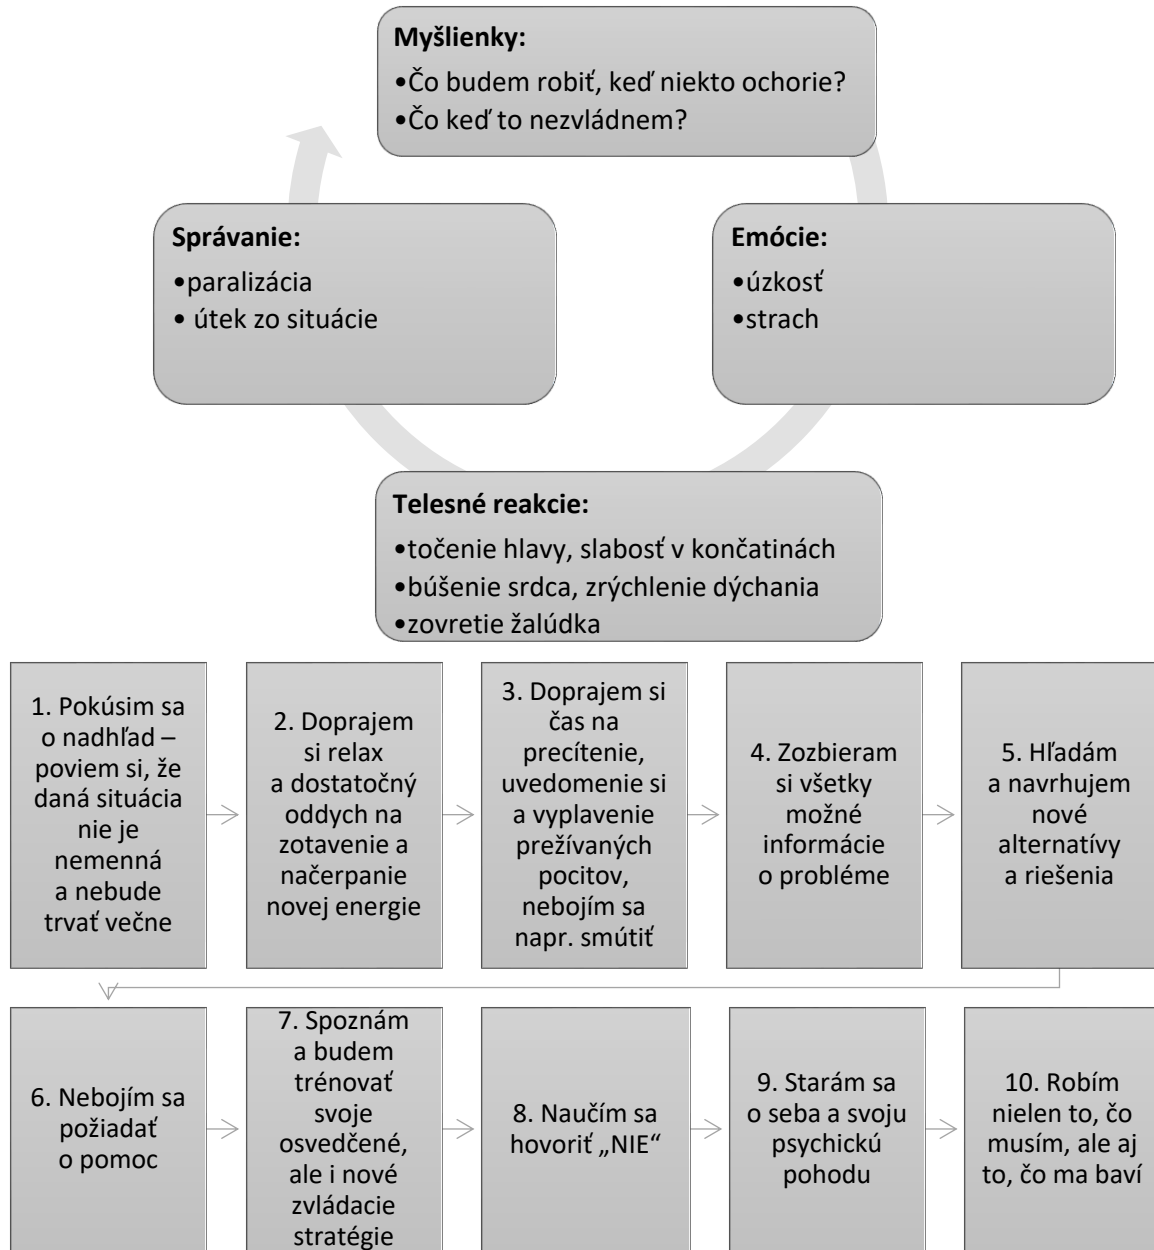 Myšlienky:
•Čo budem robiť, keď niekto ochorie?
•Čo keď to nezvládnem?
Správanie:
•paralizácia
• útek zo situácie
Emócie:
•úzkosť
•strach
Telesné reakcie:
•točenie hlavy, slabosť v končatinách
•búšenie srdca, zrýchlenie dýchania
•zovretie žalúdka
1. Pokúsim sa
o nadhľad –
poviem si, že
daná situácia
nie je
nemenná
a nebude
trvať večne
2. Doprajem
si relax
a dostatočný
oddych na
zotavenie a
načerpanie
novej energie
3. Doprajem si
čas na
precítenie,
uvedomenie si
a vyplavenie
prežívaných
pocitov,
nebojím sa
napr. smútiť
4. Zozbieram
si všetky
možné
informácie
o probléme
5. Hľadám
a navrhujem
nové
alternatívy
a riešenia
6. Nebojím sa
požiadať
o pomoc
7. Spoznám
a budem
trénovať
svoje
osvedčené,
ale i nové
zvládacie
stratégie
8. Naučím sa
hovoriť „NIE“
9. Starám sa
o seba a svoju
psychickú
pohodu
10. Robím
nielen to, čo
musím, ale aj
to, čo ma baví